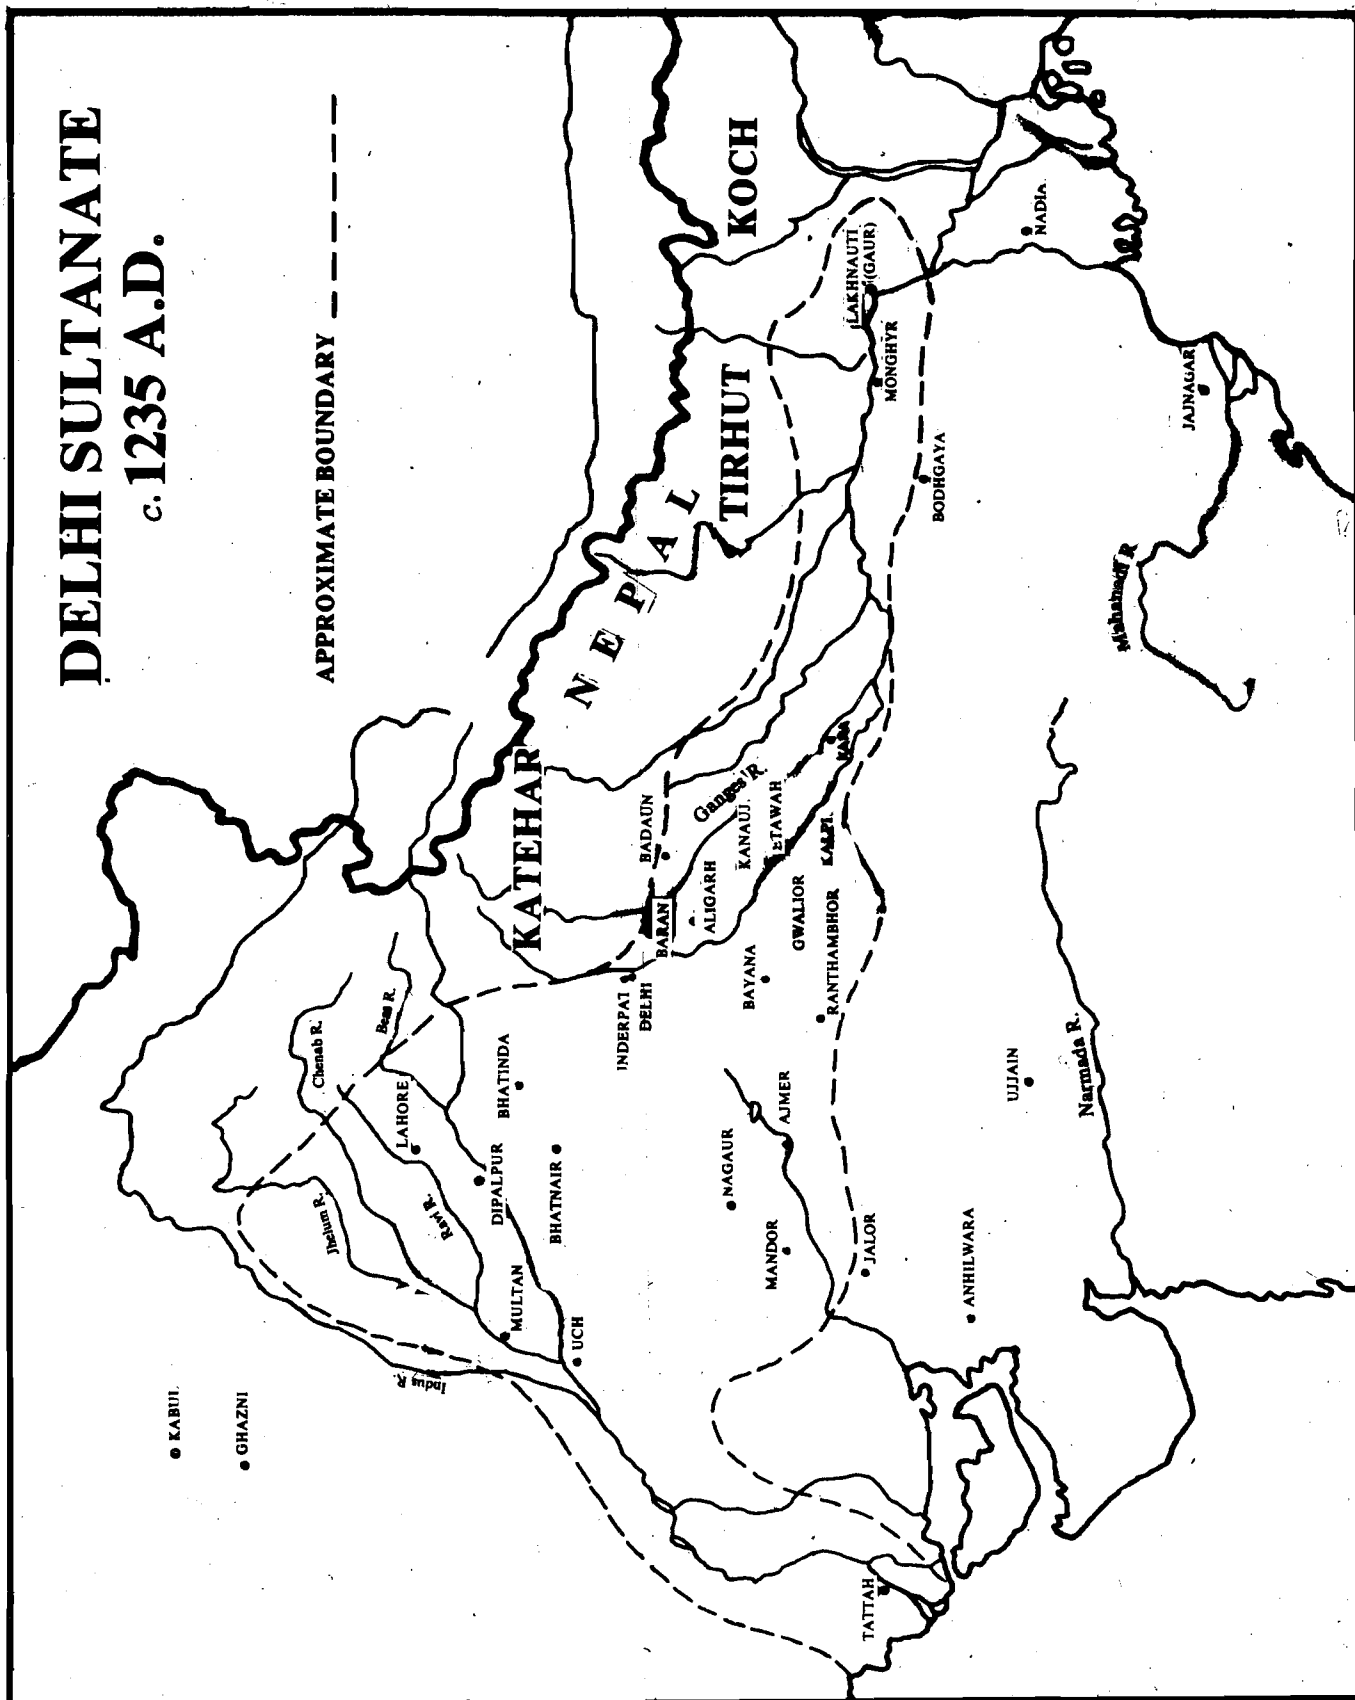 DELHI SULTANATE
c. 1235 A.D.
APPROXIMATE BOUNDARY
KABUL
GHAZNI
Indus R.
Jhelum R.
Chenab R.
Beas R.
Ravi R.
LAHORE
MULTAN
UCH
DIPALPUR
BHATNAIR
BHATINDA
KATEHAR
NEPAL
TIRHUT
KOCH
INDERPAT
DELHI
BARAN
BADAUN
ALIGARH
Ganges R.
KANAUJ
ETAWAH
KALPI
KARA
BAYANA
GWALIOR
RANTHAMBHOR
NAGAUR
AJMER
MANDOR
JALOR
LAKHNAUTI
(GAUR)
MONGHYR
BODHGAYA
NADIA
JAJNAGAR
Mahanadi R
UJJAIN
Narmada R.
ANHILWARA
TATTAH